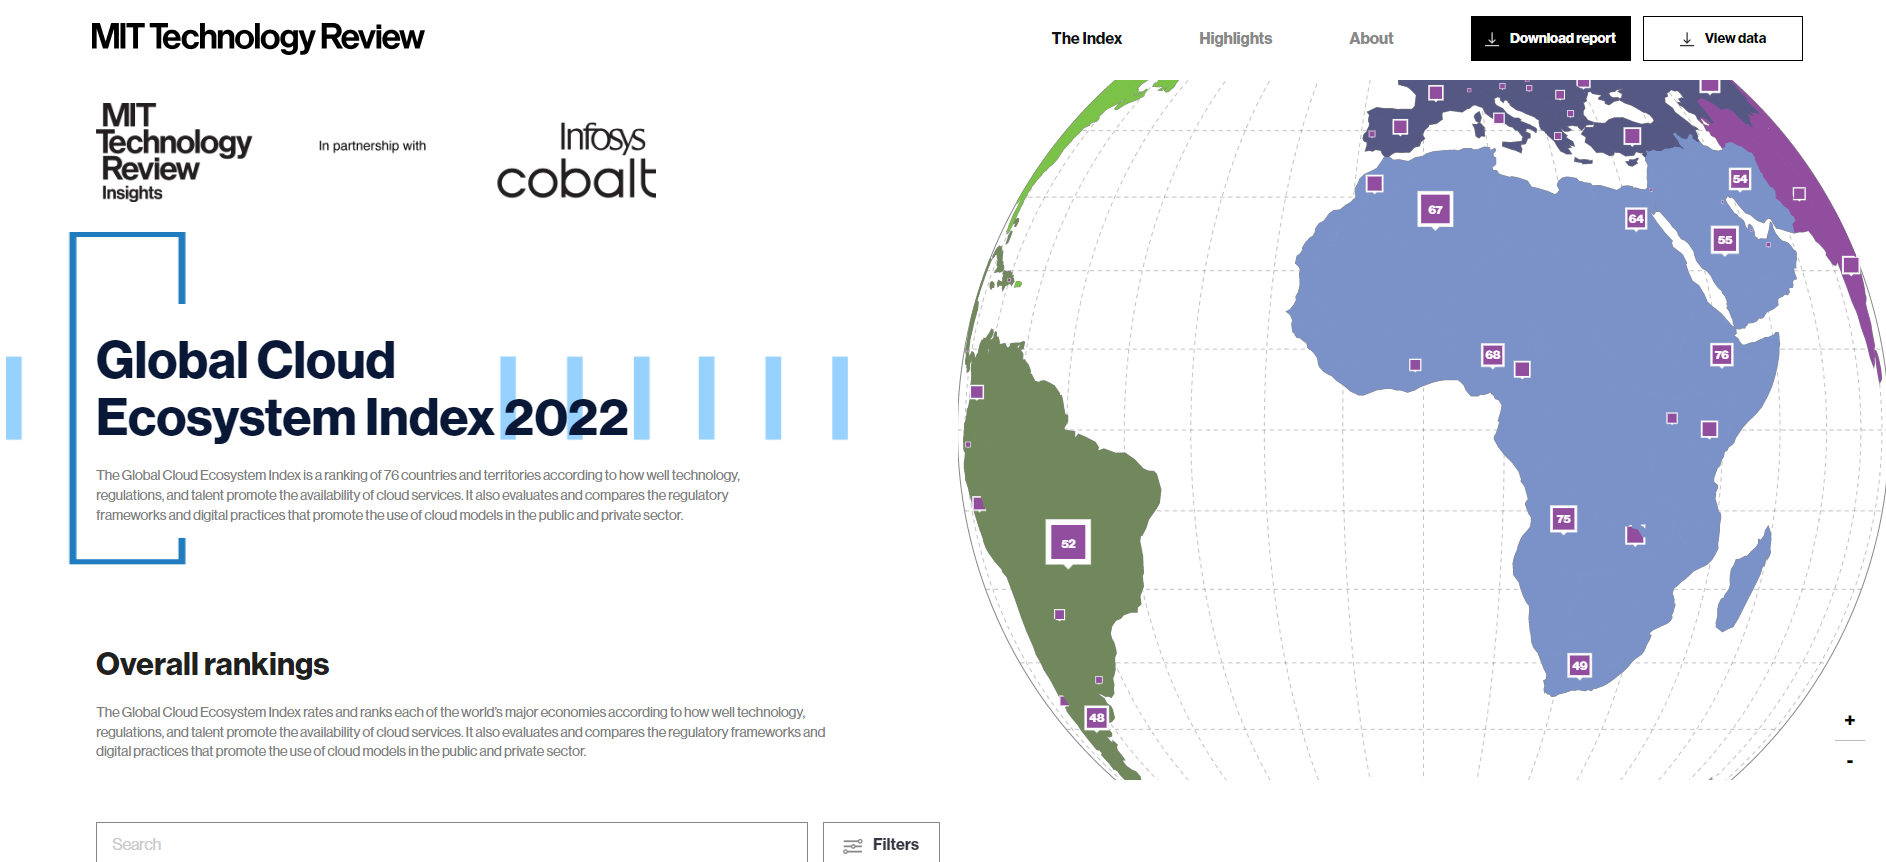 MIT Technology Review
The Index
Highlights
About
Download report
View data
MIT
Technology
Review
Insights
In partnership with
Infosys
cobalt
Global Cloud
Ecosystem Index 2022
The Global Cloud Ecosystem Index is a ranking of 76 countries and territories according to how well technology,
regulations, and talent promote the availability of cloud services. It also evaluates and compares the regulatory
frameworks and digital practices that promote the use of cloud models in the public and private sector.
Overall rankings
The Global Cloud Ecosystem Index rates and ranks each of the world's major economies according to how well technology,
regulations, and talent promote the availability of cloud services. It also evaluates and compares the regulatory frameworks and
digital practices that promote the use of cloud models in the public and private sector.
Search
Filters
54
67
64
55
68
76
75
52
49
48
+
-